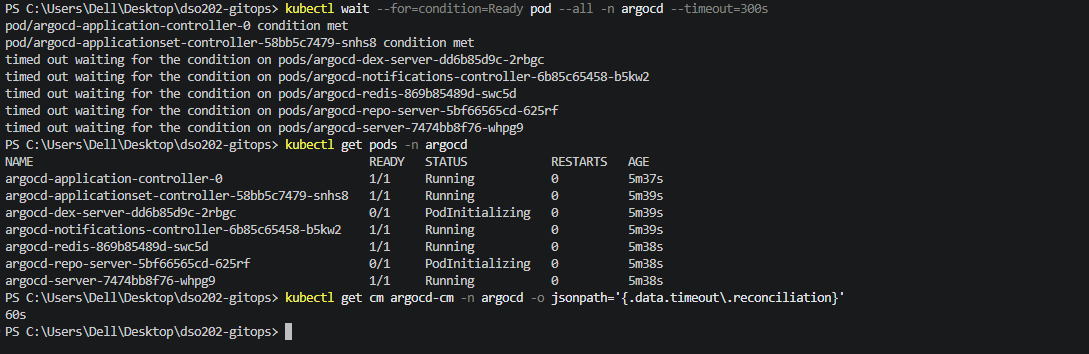 PS C:\Users\Dell\Desktop\dso202-gitops> kubectl wait --for=condition=Ready pod --all -n argocd --timeout=300s
pod/argocd-application-controller-0 condition met
pod/argocd-applicationset-controller-58bb5c7479-snhs8 condition met
timed out waiting for the condition on pods/argocd-dex-server-dd6b85d9c-2rbgc
timed out waiting for the condition on pods/argocd-notifications-controller-6b85c65458-b5kw2
timed out waiting for the condition on pods/argocd-redis-869b85489d-swc5d
timed out waiting for the condition on pods/argocd-repo-server-5bf66565cd-625rf
timed out waiting for the condition on pods/argocd-server-7474bb8f76-whpg9
PS C:\Users\Dell\Desktop\dso202-gitops> kubectl get pods -n argocd
NAME READY STATUS RESTARTS AGE
argocd-application-controller-0 1/1 Running 0 5m37s
argocd-applicationset-controller-58bb5c7479-snhs8 1/1 Running 0 5m39s
argocd-dex-server-dd6b85d9c-2rbgc 0/1 PodInitializing 0 5m39s
argocd-notifications-controller-6b85c65458-b5kw2 1/1 Running 0 5m39s
argocd-redis-869b85489d-swc5d 1/1 Running 0 5m38s
argocd-repo-server-5bf66565cd-625rf 0/1 PodInitializing 0 5m38s
argocd-server-7474bb8f76-whpg9 1/1 Running 0 5m38s
PS C:\Users\Dell\Desktop\dso202-gitops> kubectl get cm argocd-cm -n argocd -o jsonpath='{.data.timeout\.reconciliation}'
60s
PS C:\Users\Dell\Desktop\dso202-gitops>